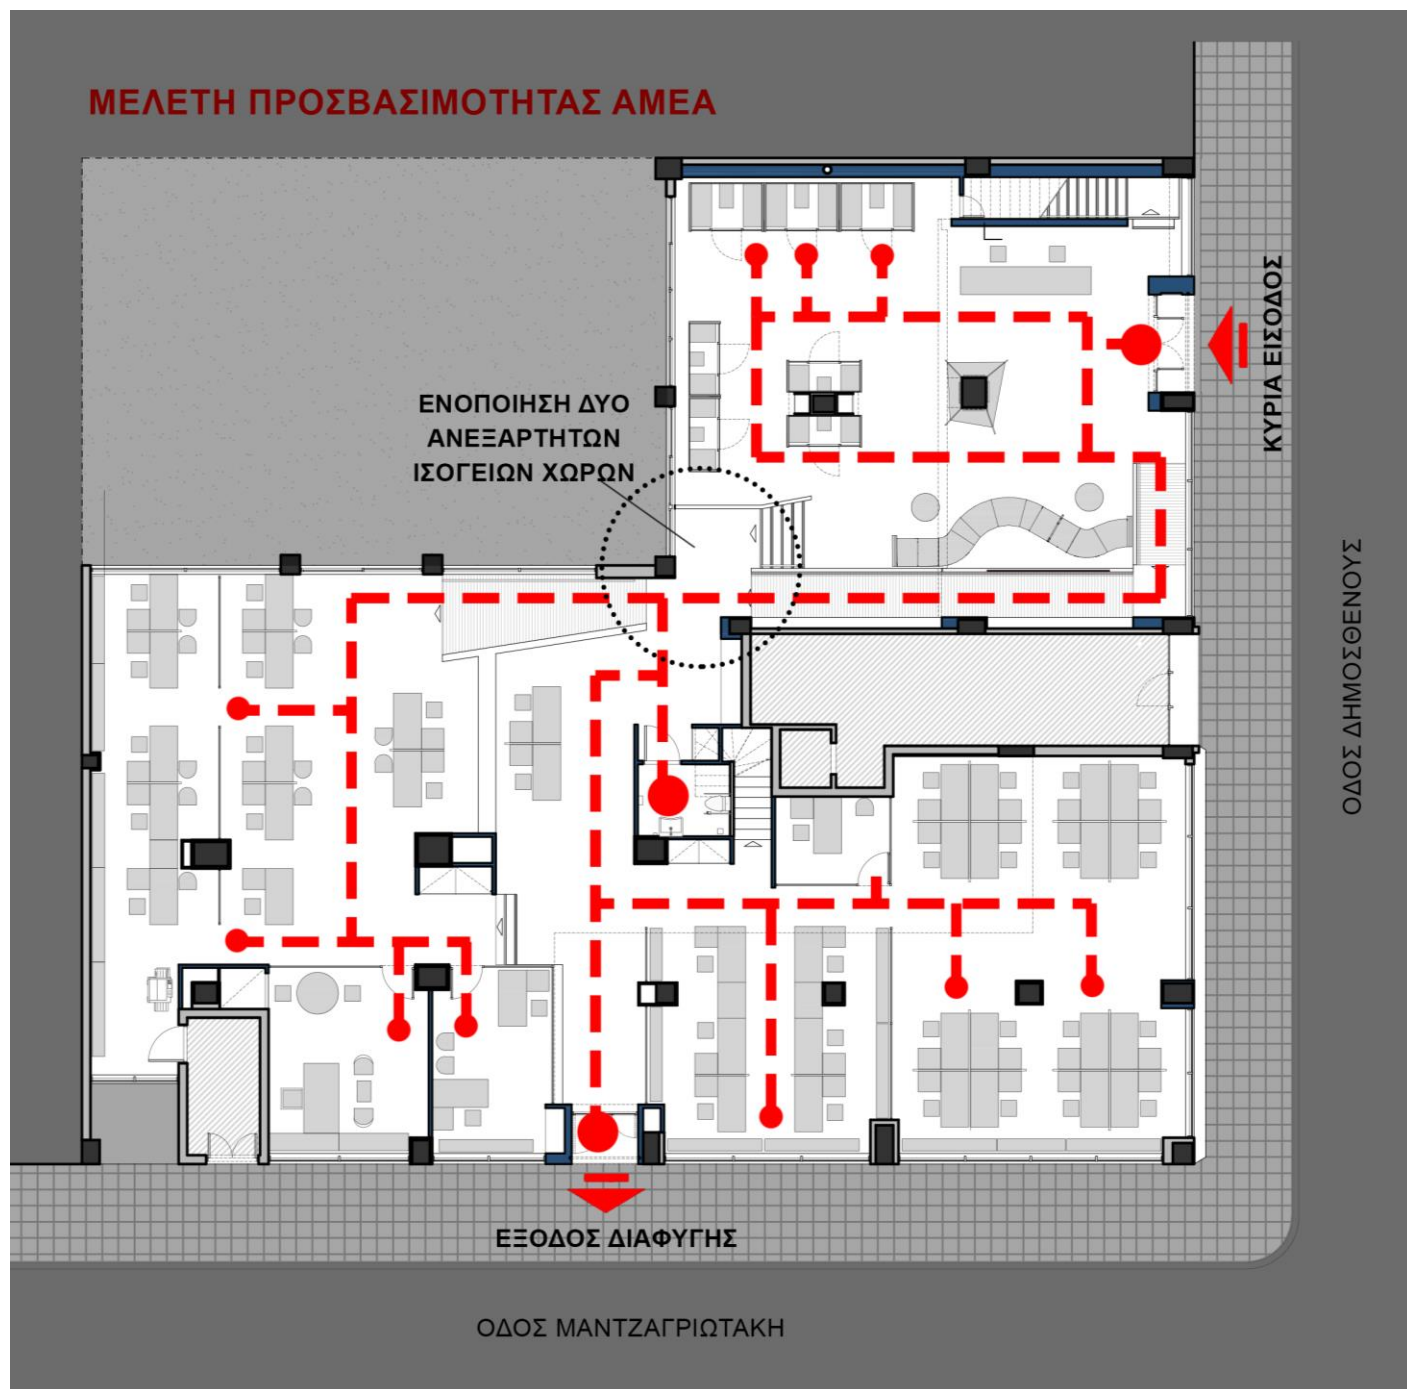 ΜΕΛΕΤΗ ΠΡΟΣΒΑΣΙΜΟΤΗΤΑΣ ΑΜΕΑ
ΚΥΡΙΑ ΕΙΣΟΔΟΣ
ΕΝΟΠΟΙΗΣΗ ΔΥΟ
ΑΝΕΞΑΡΤΗΤΩΝ
ΙΣΟΓΕΙΩΝ ΧΩΡΩΝ
ΟΔΟΣ ΔΗΜΟΣΘΕΝΟΥΣ
ΕΞΟΔΟΣ ΔΙΑΦΥΓΗΣ
ΟΔΟΣ ΜΑΝΤΖΑΓΡΙΩΤΑΚΗ